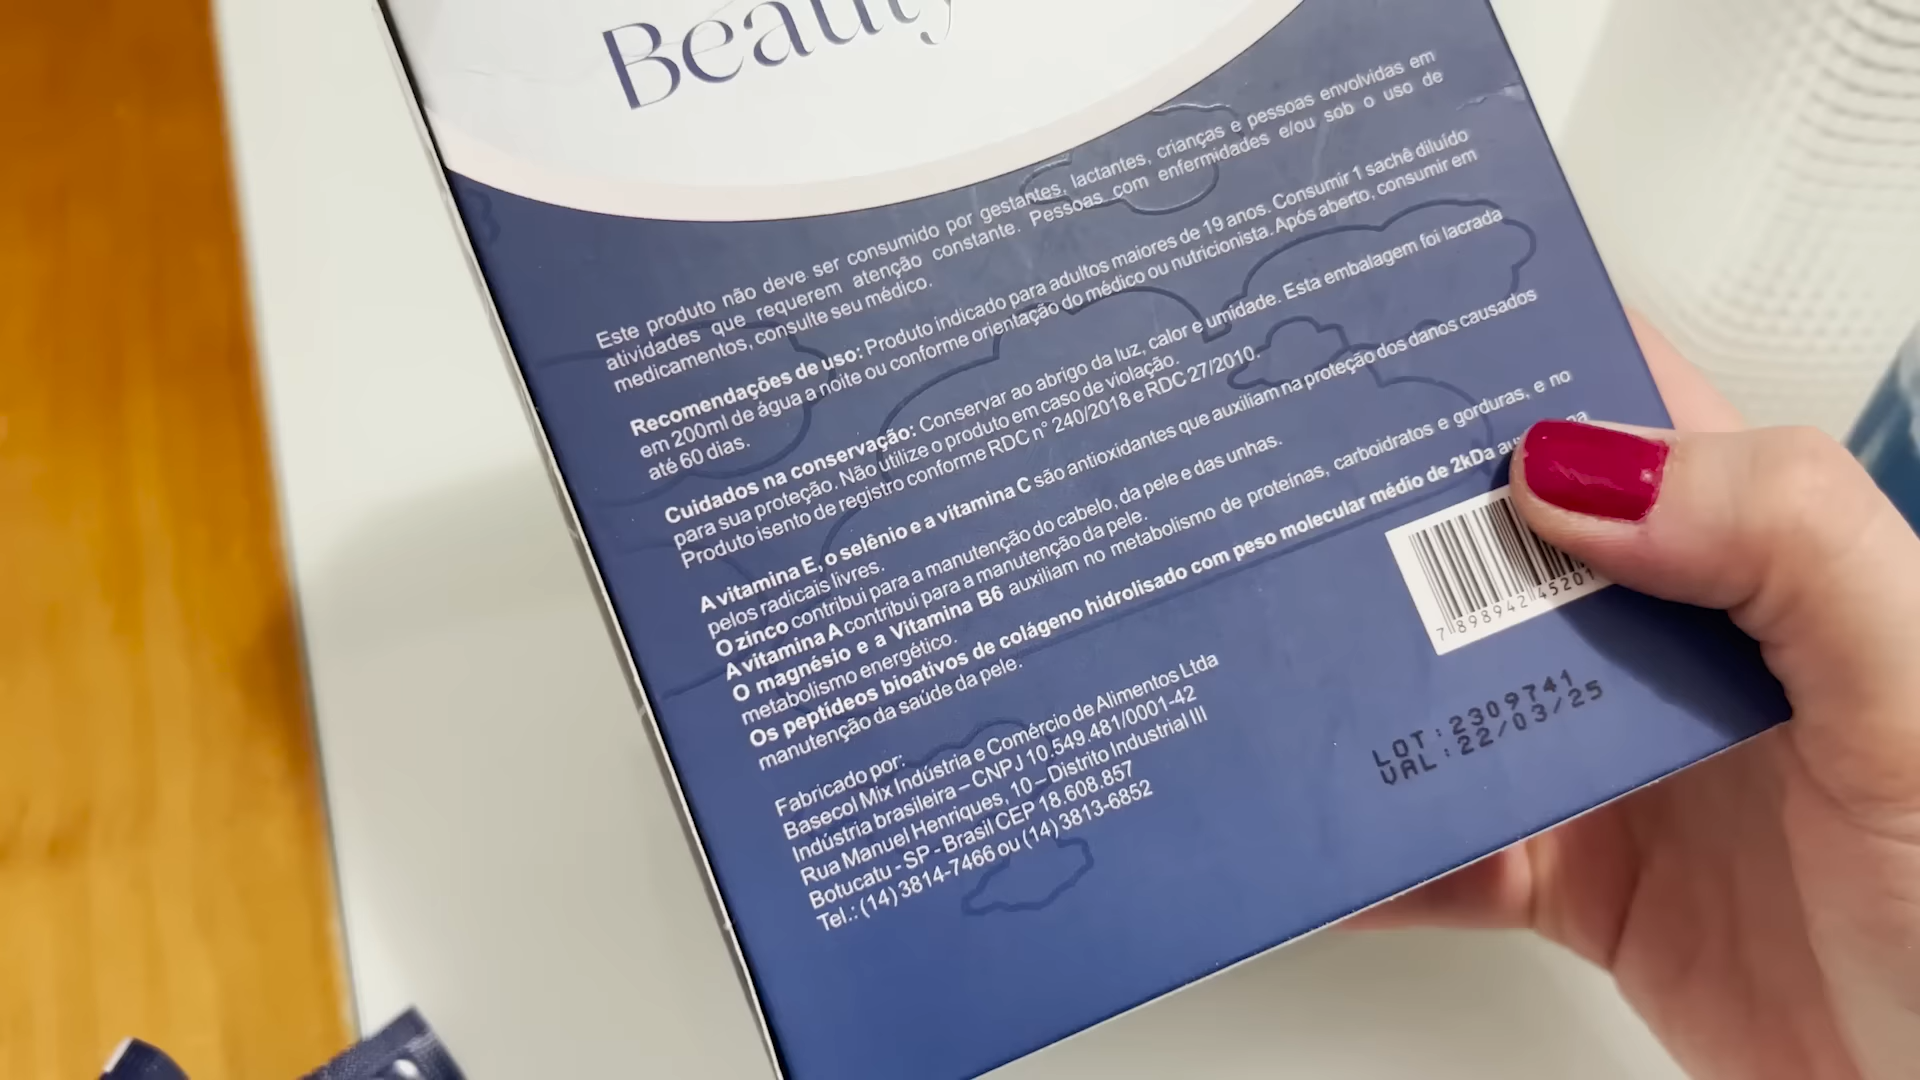 Beauty
Este produto não deve ser consumido por gestantes, lactantes, crianças e pessoas envolvidas em
atividades que requerem atenção constante. Pessoas com enfermidades e/ou sob o uso de
medicamentos, consulte seu médico.
Recomendações de uso: Produto indicado para adultos maiores de 19 anos. Consumir 1 sachê diluído
em 200ml de água a noite ou conforme orientação do médico ou nutricionista. Após aberto, consumir em
até 60 dias.
Cuidados na conservação: Conservar ao abrigo da luz, calor e umidade. Esta embalagem foi lacrada
para sua proteção. Não utilize o produto em caso de violação.
Produto isento de registro conforme RDC n° 240/2018 e RDC 27/2010.
A vitamina E, o selênio e a vitamina C são antioxidantes que auxiliam na proteção dos danos causados
pelos radicais livres.
O zinco contribui para a manutenção do cabelo, da pele e das unhas.
A vitamina A contribui para a manutenção da pele.
O magnésio e a Vitamina B6 auxiliam no metabolismo de proteínas, carboidratos e gorduras, e no
metabolismo energético.
Os peptídeos bioativos de colágeno hidrolisado com peso molecular médio de 2kDa na
manutenção da saúde da pele.
Fabricado por:
Basecol Mix Indústria e Comércio de Alimentos Ltda
Indústria brasileira – CNPJ 10.549.481/0001-42
Rua Manuel Henriques, 10 – Distrito Industrial III
Botucatu - SP - Brasil CEP 18.608.857
Tel.: (14) 3814-7466 ou (14) 3813-6852
7 898942 45201
LOT: 2309741
VAL: 22/03/25